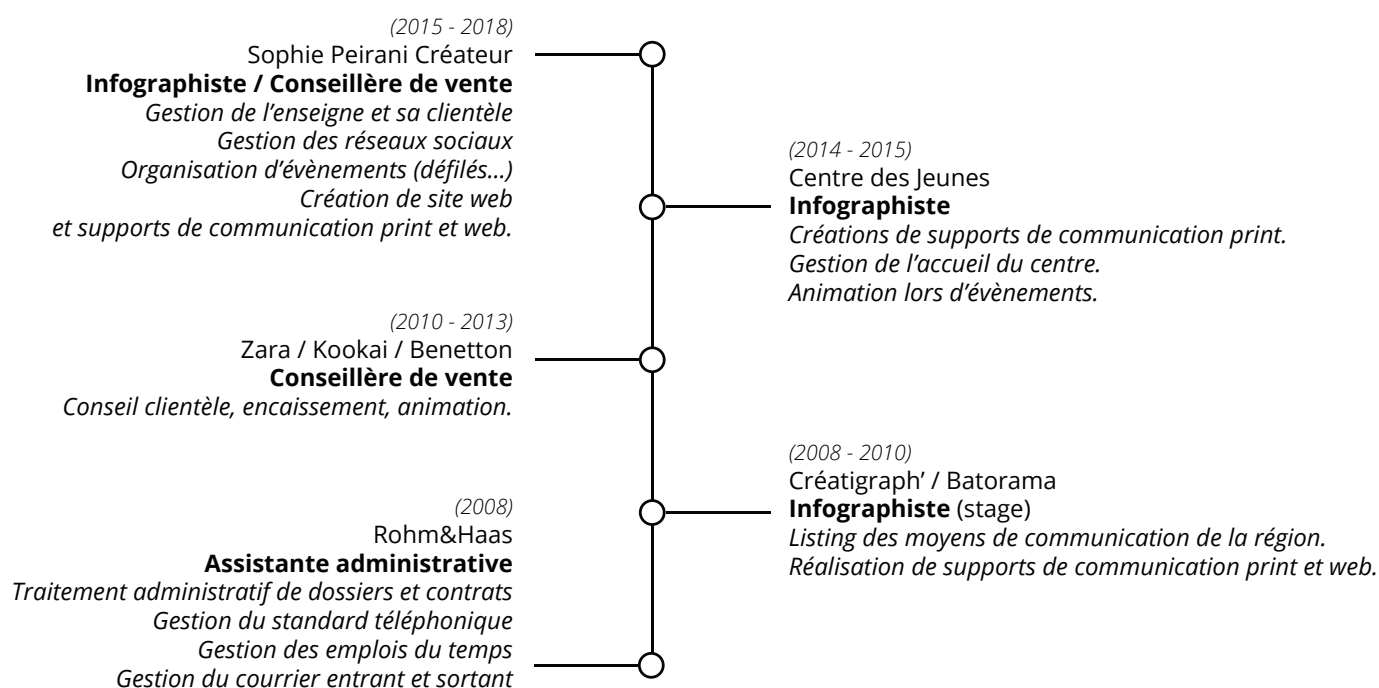 (2015 - 2018)
Sophie Peirani Créateur
Infographiste / Conseillère de vente
Gestion de l’enseigne et sa clientèle
Gestion des réseaux sociaux
Organisation d’évènements (défilés...)
Création de site web
et supports de communication print et web.
(2014 - 2015)
Centre des Jeunes
Infographiste
Créations de supports de communication print.
Gestion de l’accueil du centre.
Animation lors d’évènements.
(2010 - 2013)
Zara / Kookai / Benetton
Conseillère de vente
Conseil clientèle, encaissement, animation.
(2008 - 2010)
Créatigraph’ / Batorama
Infographiste (stage)
Listing des moyens de communication de la région.
Réalisation de supports de communication print et web.
(2008)
Rohm&Haas
Assistante administrative
Traitement administratif de dossiers et contrats
Gestion du standard téléphonique
Gestion des emplois du temps
Gestion du courrier entrant et sortant